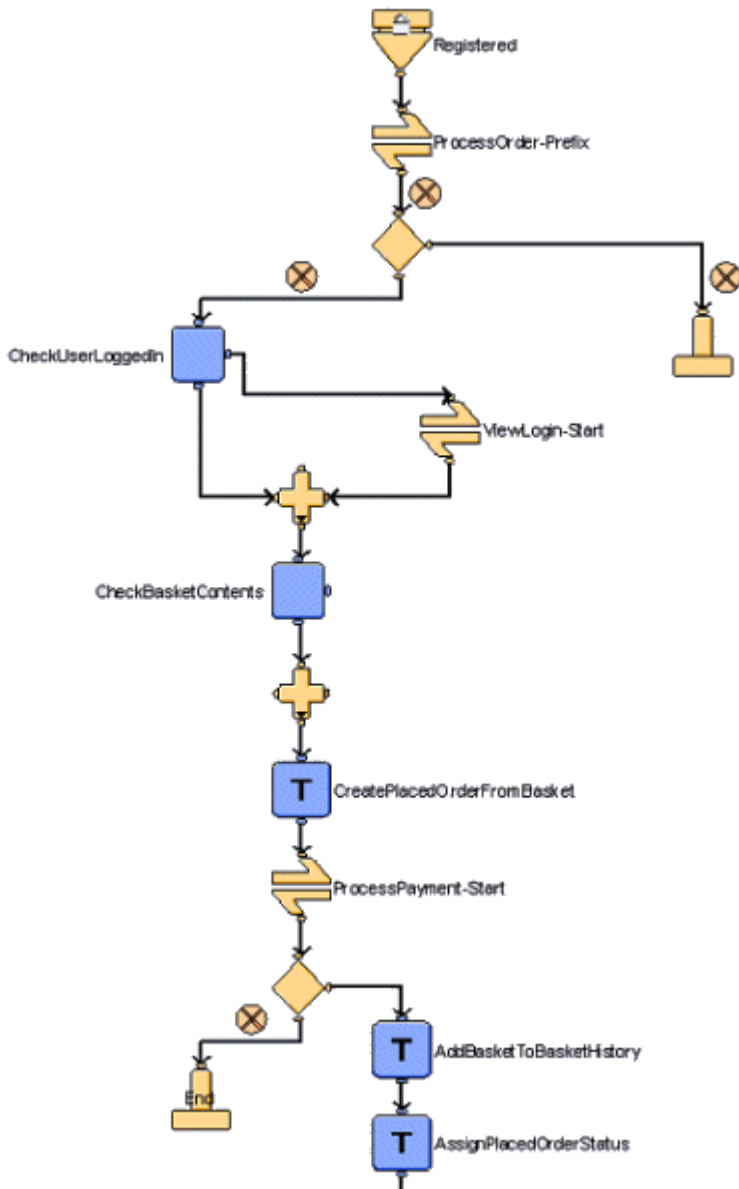 Registered
ProcessOrder-Prefix
CheckUserLoggedIn
ViewLogin-Start
CheckBasketContents
T
CreatePlacedOrderFromBasket
ProcessPayment-Start
T
AddBasketToBasketHistory
End
T
AssignPlacedOrderStatus